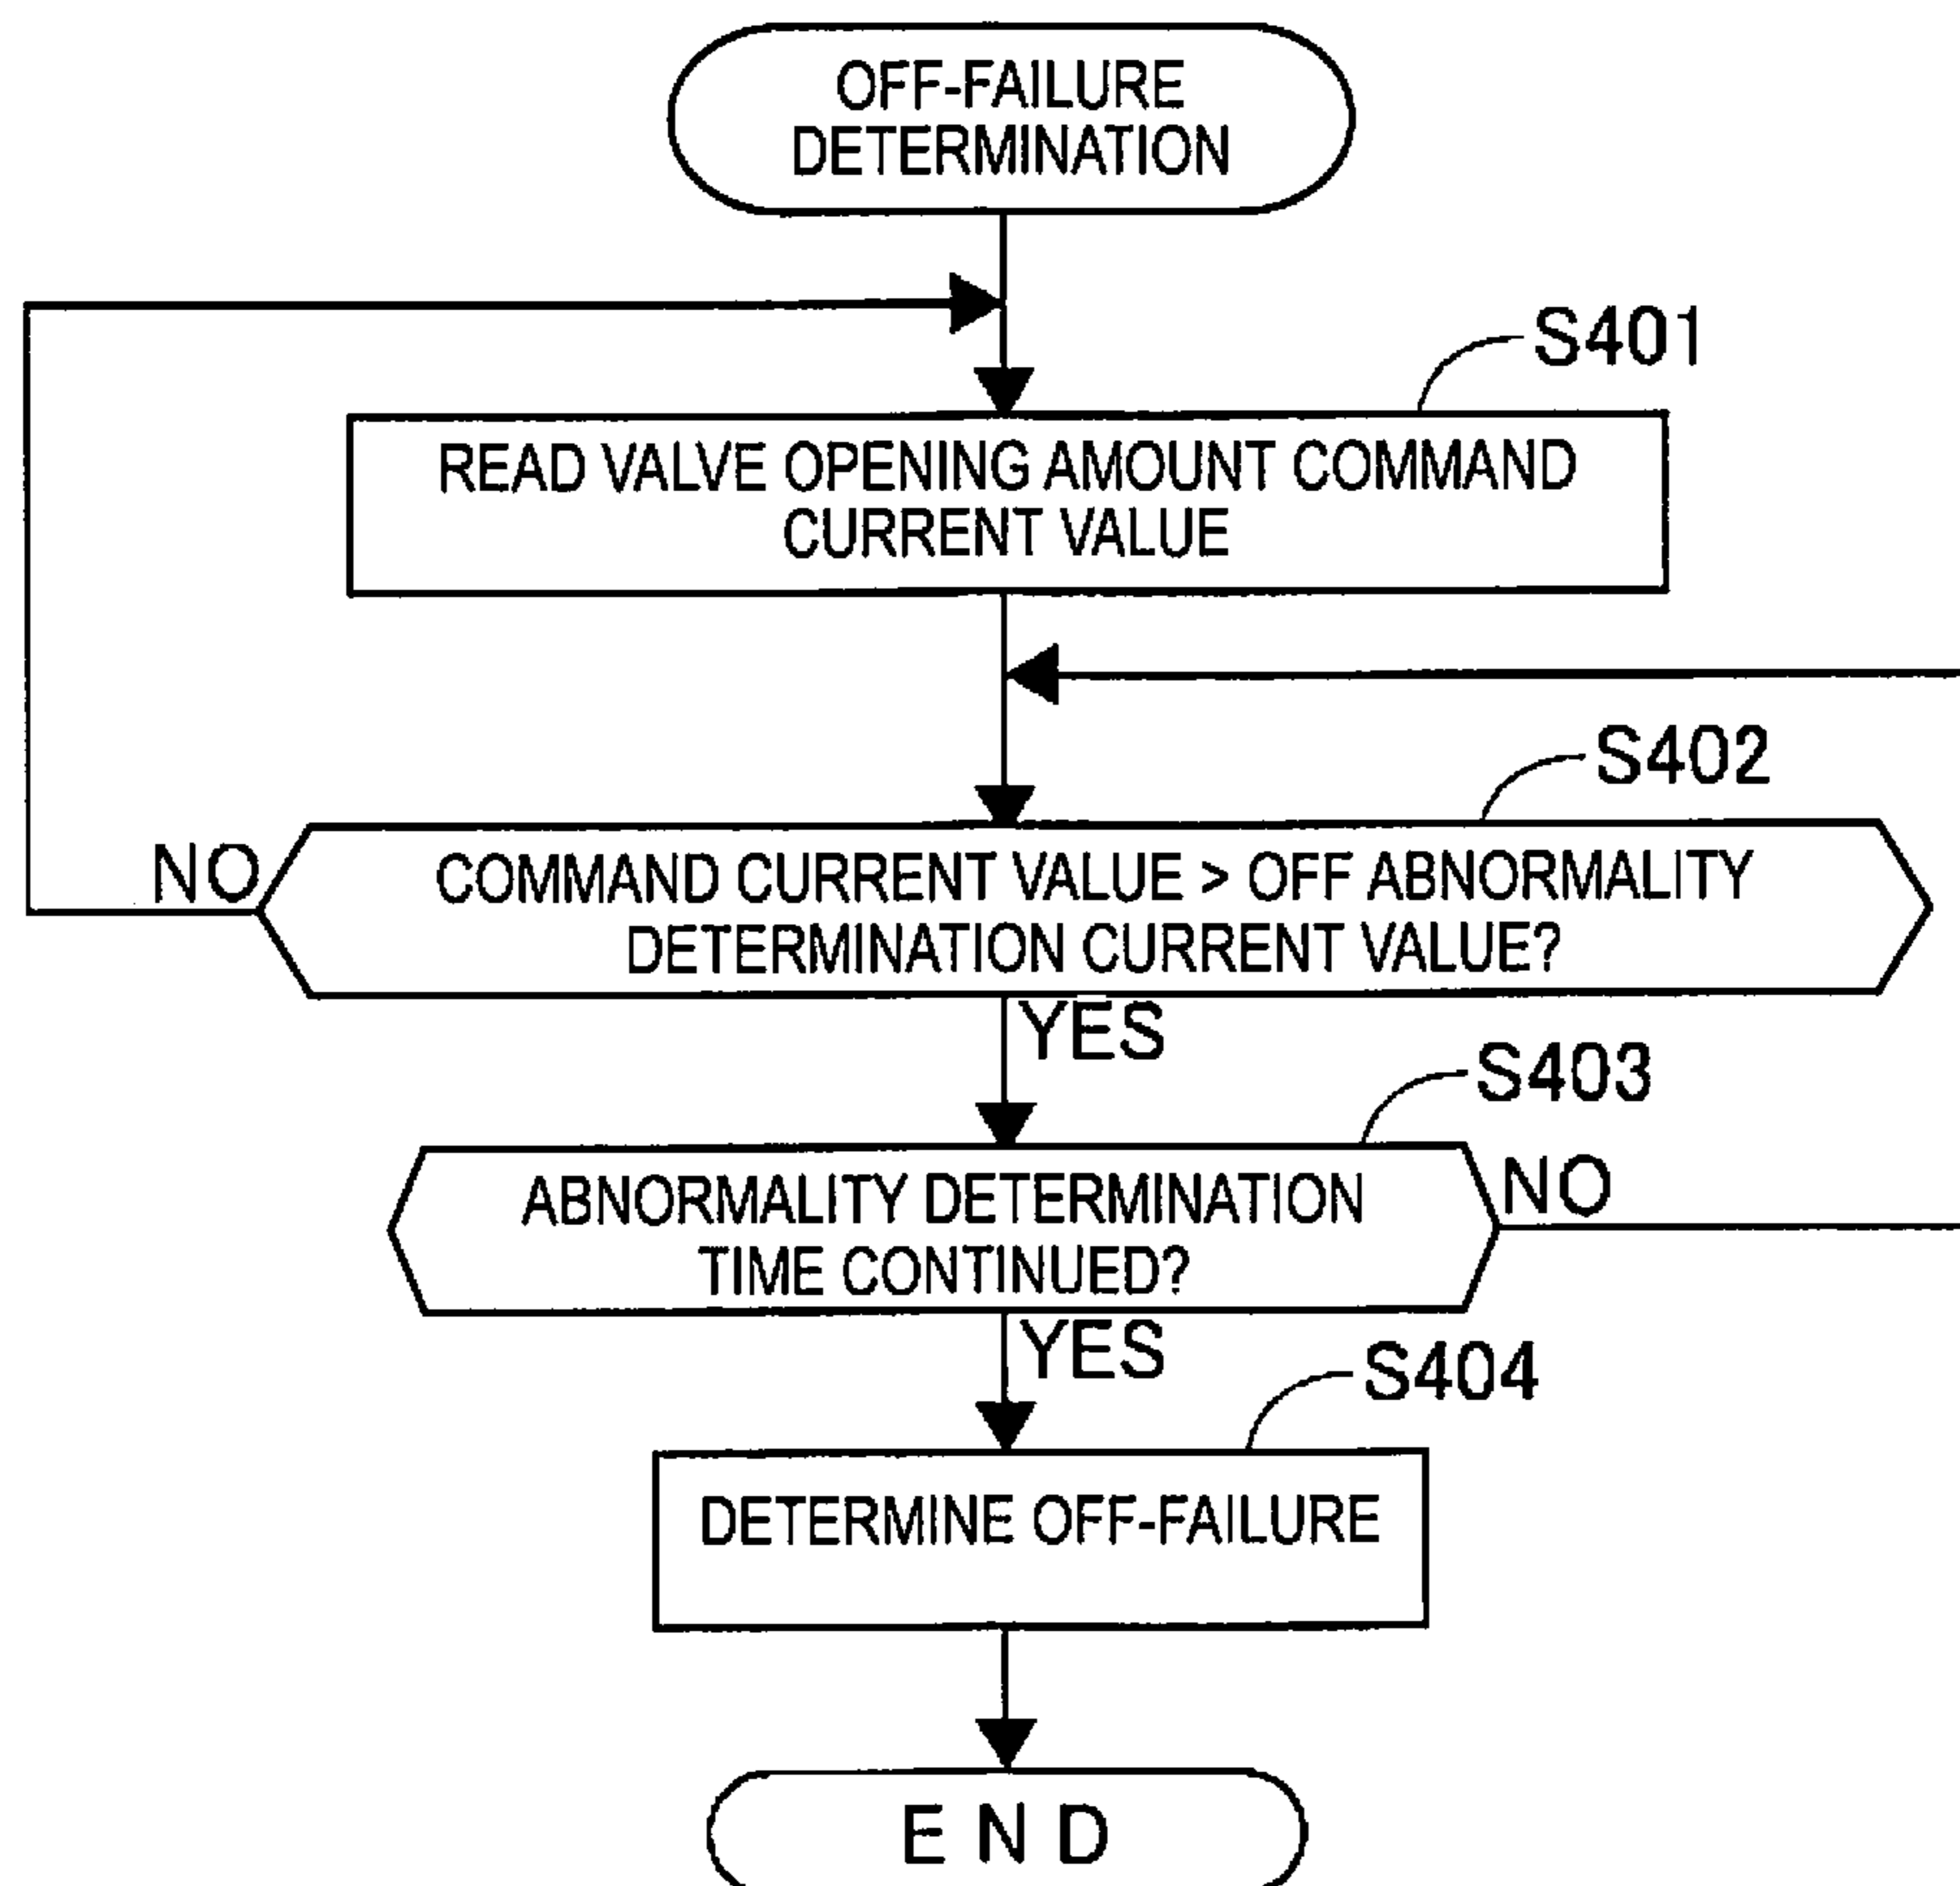 OFF-FAILURE
DETERMINATION
S401
READ VALVE OPENING AMOUNT COMMAND
CURRENT VALUE
S402
NO
COMMAND CURRENT VALUE > OFF ABNORMALITY
DETERMINATION CURRENT VALUE?
YES
S403
ABNORMALITY DETERMINATION
TIME CONTINUED?
NO
YES
S404
DETERMINE OFF-FAILURE
END